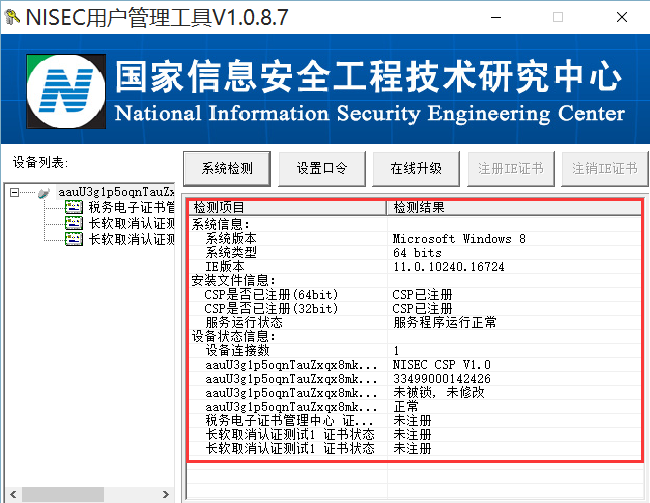 NISEC用户管理工具V1.0.8.7
国家信息安全工程技术研究中心
National Information Security Engineering Center
设备列表:
系统检测 设置口令 在线升级 注册IE证书 注销IE证书
aauU3g1p5oqnTauZx
税务电子证书管
长软取消认证测
长软取消认证测
检测项目 检测结果
系统信息:
系统版本 Microsoft Windows 8
系统类型 64 bits
IE版本 11.0.10240.16724
安装文件信息:
CSP是否已注册(64bit) CSP已注册
CSP是否已注册(32bit) CSP已注册
服务运行状态 服务程序运行正常
设备状态信息:
设备连接数 1
aauU3g1p5oqnTauZxqx8mk... NISEC CSP V1.0
aauU3g1p5oqnTauZxqx8mk... 33499000142426
aauU3g1p5oqnTauZxqx8mk... 未被锁, 未修改
aauU3g1p5oqnTauZxqx8mk... 正常
税务电子证书管理中心 证... 未注册
长软取消认证测试1 证书状态 未注册
长软取消认证测试1 证书状态 未注册